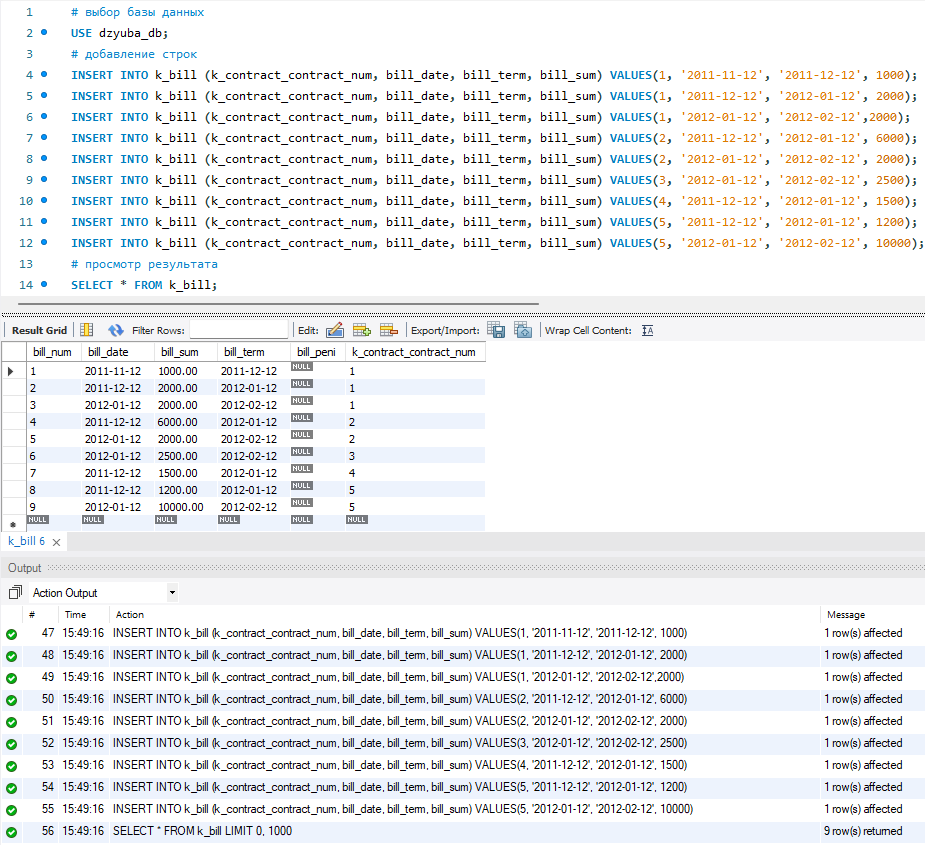 1 # выбор базы данных
2 USE dzyuba_db;
3 # добавление строк
4 INSERT INTO k_bill (k_contract_contract_num, bill_date, bill_term, bill_sum) VALUES(1, '2011-11-12', '2011-12-12', 1000);
5 INSERT INTO k_bill (k_contract_contract_num, bill_date, bill_term, bill_sum) VALUES(1, '2011-12-12', '2012-01-12', 2000);
6 INSERT INTO k_bill (k_contract_contract_num, bill_date, bill_term, bill_sum) VALUES(1, '2012-01-12', '2012-02-12',2000);
7 INSERT INTO k_bill (k_contract_contract_num, bill_date, bill_term, bill_sum) VALUES(2, '2011-12-12', '2012-01-12', 6000);
8 INSERT INTO k_bill (k_contract_contract_num, bill_date, bill_term, bill_sum) VALUES(2, '2012-01-12', '2012-02-12', 2000);
9 INSERT INTO k_bill (k_contract_contract_num, bill_date, bill_term, bill_sum) VALUES(3, '2012-01-12', '2012-02-12', 2500);
10 INSERT INTO k_bill (k_contract_contract_num, bill_date, bill_term, bill_sum) VALUES(4, '2011-12-12', '2012-01-12', 1500);
11 INSERT INTO k_bill (k_contract_contract_num, bill_date, bill_term, bill_sum) VALUES(5, '2011-12-12', '2012-01-12', 1200);
12 INSERT INTO k_bill (k_contract_contract_num, bill_date, bill_term, bill_sum) VALUES(5, '2012-01-12', '2012-02-12', 10000);
13 # просмотр результата
14 SELECT * FROM k_bill;
Result Grid Filter Rows: Edit: Export/Import: Wrap Cell Content: IA
bill_num bill_date bill_sum bill_term bill_peni k_contract_contract_num
1 2011-11-12 1000.00 2011-12-12 NULL 1
2 2011-12-12 2000.00 2012-01-12 NULL 1
3 2012-01-12 2000.00 2012-02-12 NULL 1
4 2011-12-12 6000.00 2012-01-12 NULL 2
5 2012-01-12 2000.00 2012-02-12 NULL 2
6 2012-01-12 2500.00 2012-02-12 NULL 3
7 2011-12-12 1500.00 2012-01-12 NULL 4
8 2011-12-12 1200.00 2012-01-12 NULL 5
9 2012-01-12 10000.00 2012-02-12 NULL 5
NULL NULL NULL NULL NULL NULL
k_bill 6
Output
Action Output
# Time Action Message
47 15:49:16 INSERT INTO k_bill (k_contract_contract_num, bill_date, bill_term, bill_sum) VALUES(1, '2011-11-12', '2011-12-12', 1000) 1 row(s) affected
48 15:49:16 INSERT INTO k_bill (k_contract_contract_num, bill_date, bill_term, bill_sum) VALUES(1, '2011-12-12', '2012-01-12', 2000) 1 row(s) affected
49 15:49:16 INSERT INTO k_bill (k_contract_contract_num, bill_date, bill_term, bill_sum) VALUES(1, '2012-01-12', '2012-02-12',2000) 1 row(s) affected
50 15:49:16 INSERT INTO k_bill (k_contract_contract_num, bill_date, bill_term, bill_sum) VALUES(2, '2011-12-12', '2012-01-12', 6000) 1 row(s) affected
51 15:49:16 INSERT INTO k_bill (k_contract_contract_num, bill_date, bill_term, bill_sum) VALUES(2, '2012-01-12', '2012-02-12', 2000) 1 row(s) affected
52 15:49:16 INSERT INTO k_bill (k_contract_contract_num, bill_date, bill_term, bill_sum) VALUES(3, '2012-01-12', '2012-02-12', 2500) 1 row(s) affected
53 15:49:16 INSERT INTO k_bill (k_contract_contract_num, bill_date, bill_term, bill_sum) VALUES(4, '2011-12-12', '2012-01-12', 1500) 1 row(s) affected
54 15:49:16 INSERT INTO k_bill (k_contract_contract_num, bill_date, bill_term, bill_sum) VALUES(5, '2011-12-12', '2012-01-12', 1200) 1 row(s) affected
55 15:49:16 INSERT INTO k_bill (k_contract_contract_num, bill_date, bill_term, bill_sum) VALUES(5, '2012-01-12', '2012-02-12', 10000) 1 row(s) affected
56 15:49:16 SELECT * FROM k_bill LIMIT 0, 1000 9 row(s) returned